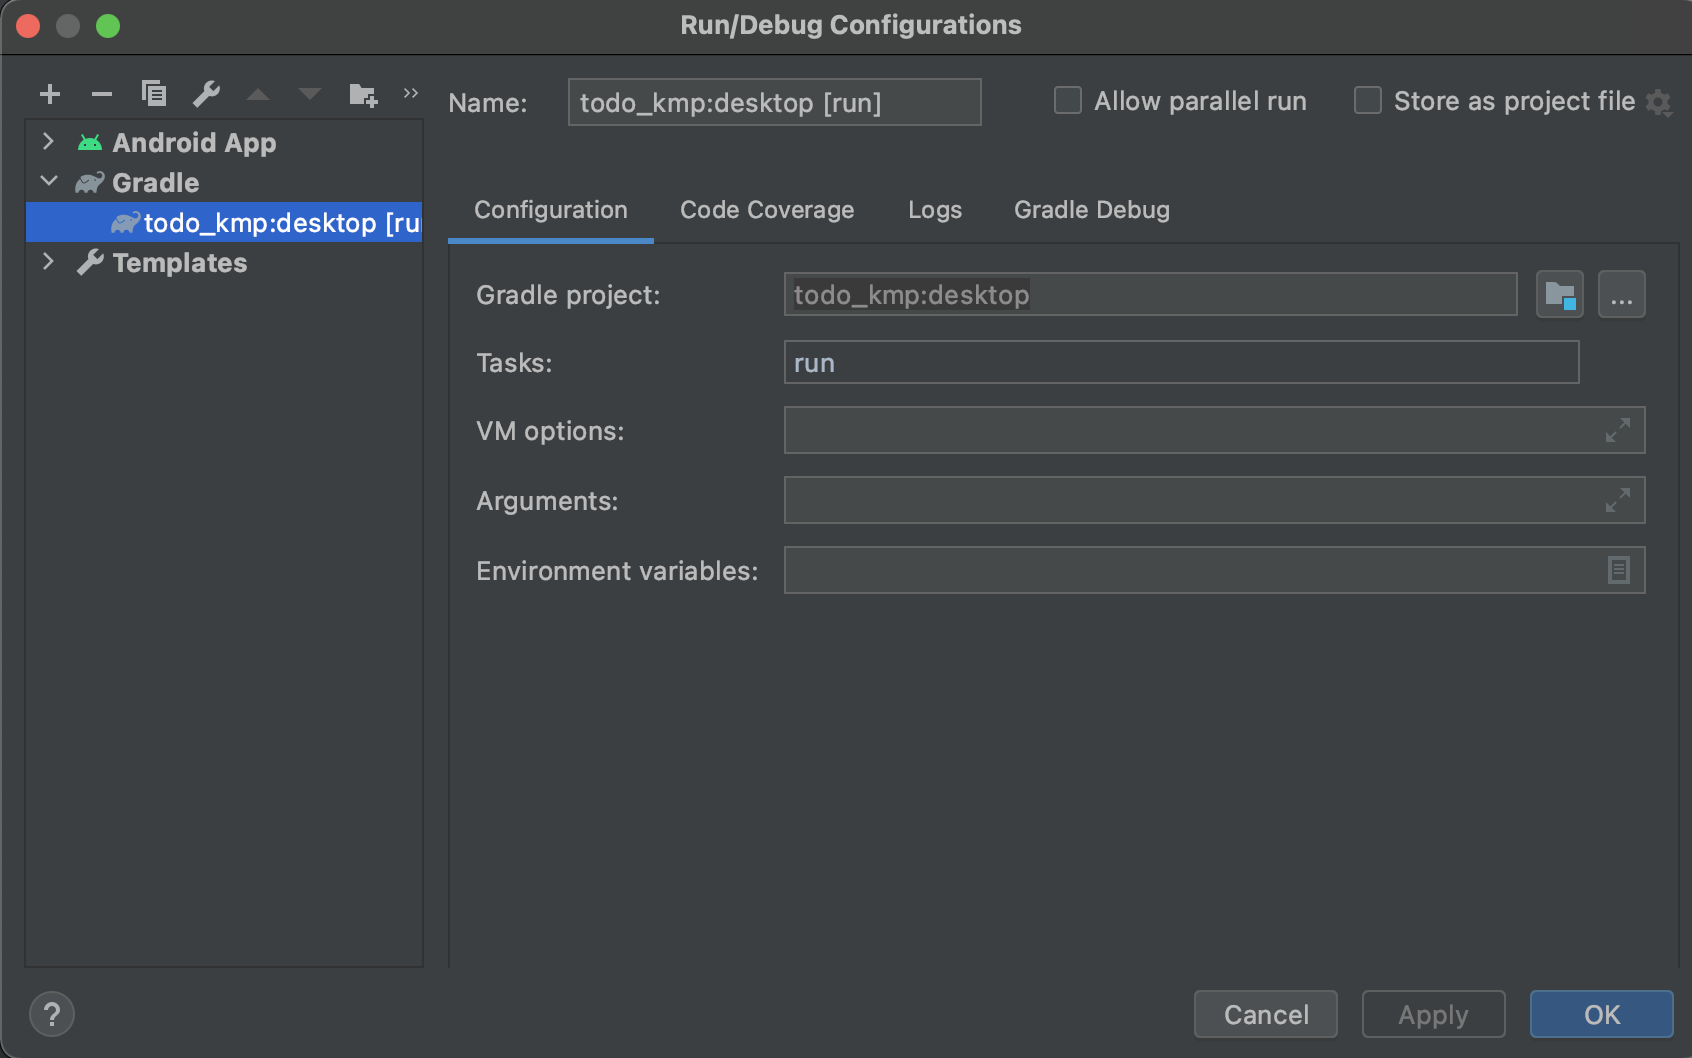 Run/Debug Configurations
Name: todo_kmp:desktop [run] Allow parallel run Store as project file
Android App
Gradle
todo_kmp:desktop [ru
Templates
Configuration Code Coverage Logs Gradle Debug
Gradle project: todo_kmp:desktop ...
Tasks: run
VM options:
Arguments:
Environment variables:
? Cancel Apply OK